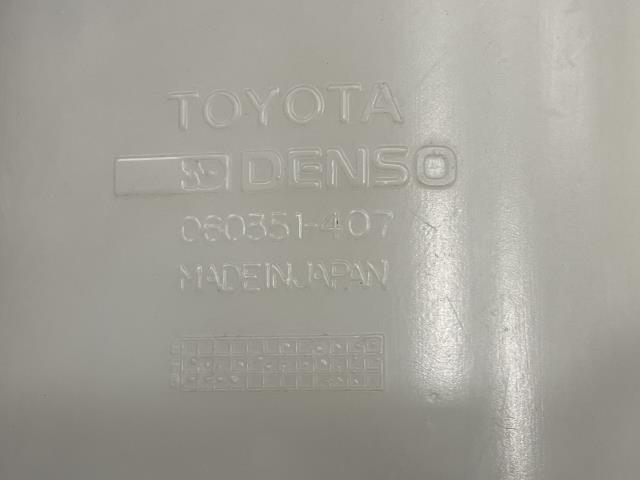 TOYOTA
DENSO
060351-407
MADE IN JAPAN